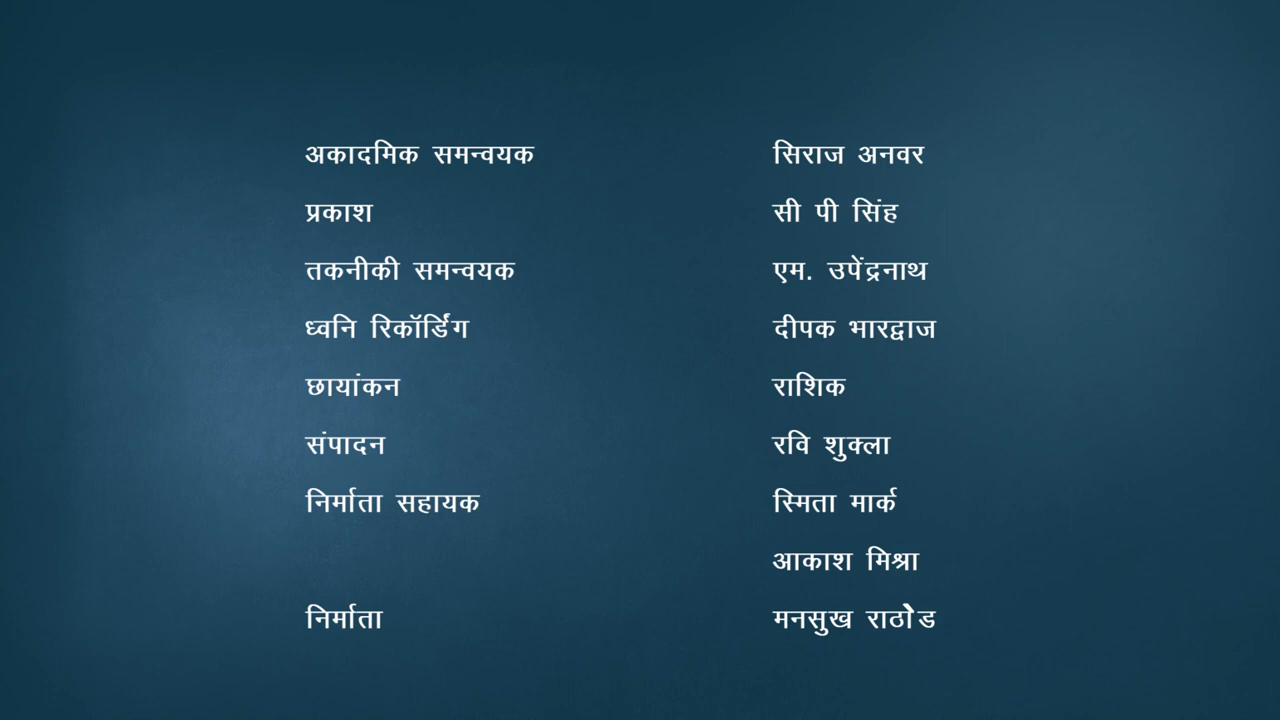 अकादमिक समन्वयक सिराज अनवर
प्रकाश सी पी सिंह
तकनीकी समन्वयक एम. उपेंद्रनाथ
ध्वनि रिकॉर्डिंग दीपक भारद्वाज
छायांकन राशिक
संपादन रवि शुक्ला
निर्माता सहायक स्मिता मार्क
आकाश मिश्रा
निर्माता मनसुख राठोेड